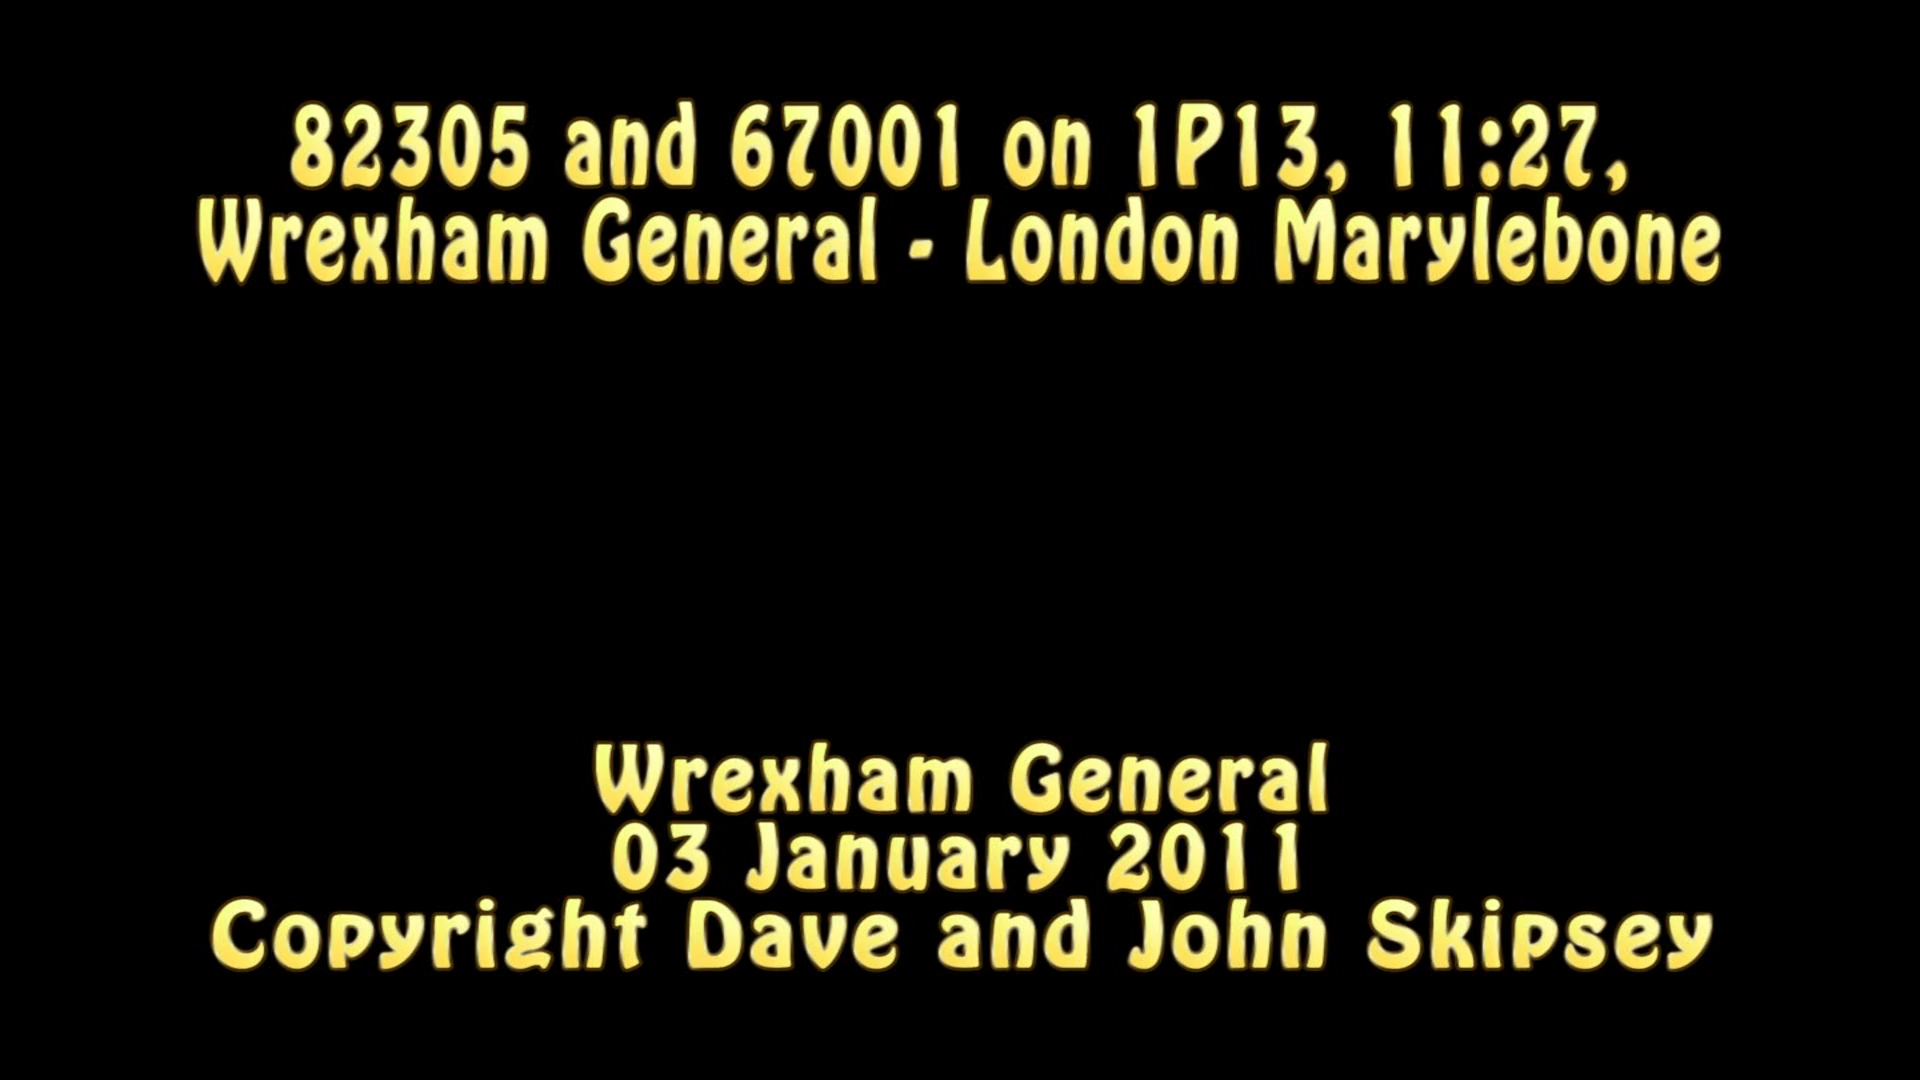 82305 and 67001 on 1P13, 11:27,
Wrexham General - London Marylebone
Wrexham General
03 January 2011
Copyright Dave and John Skipsey